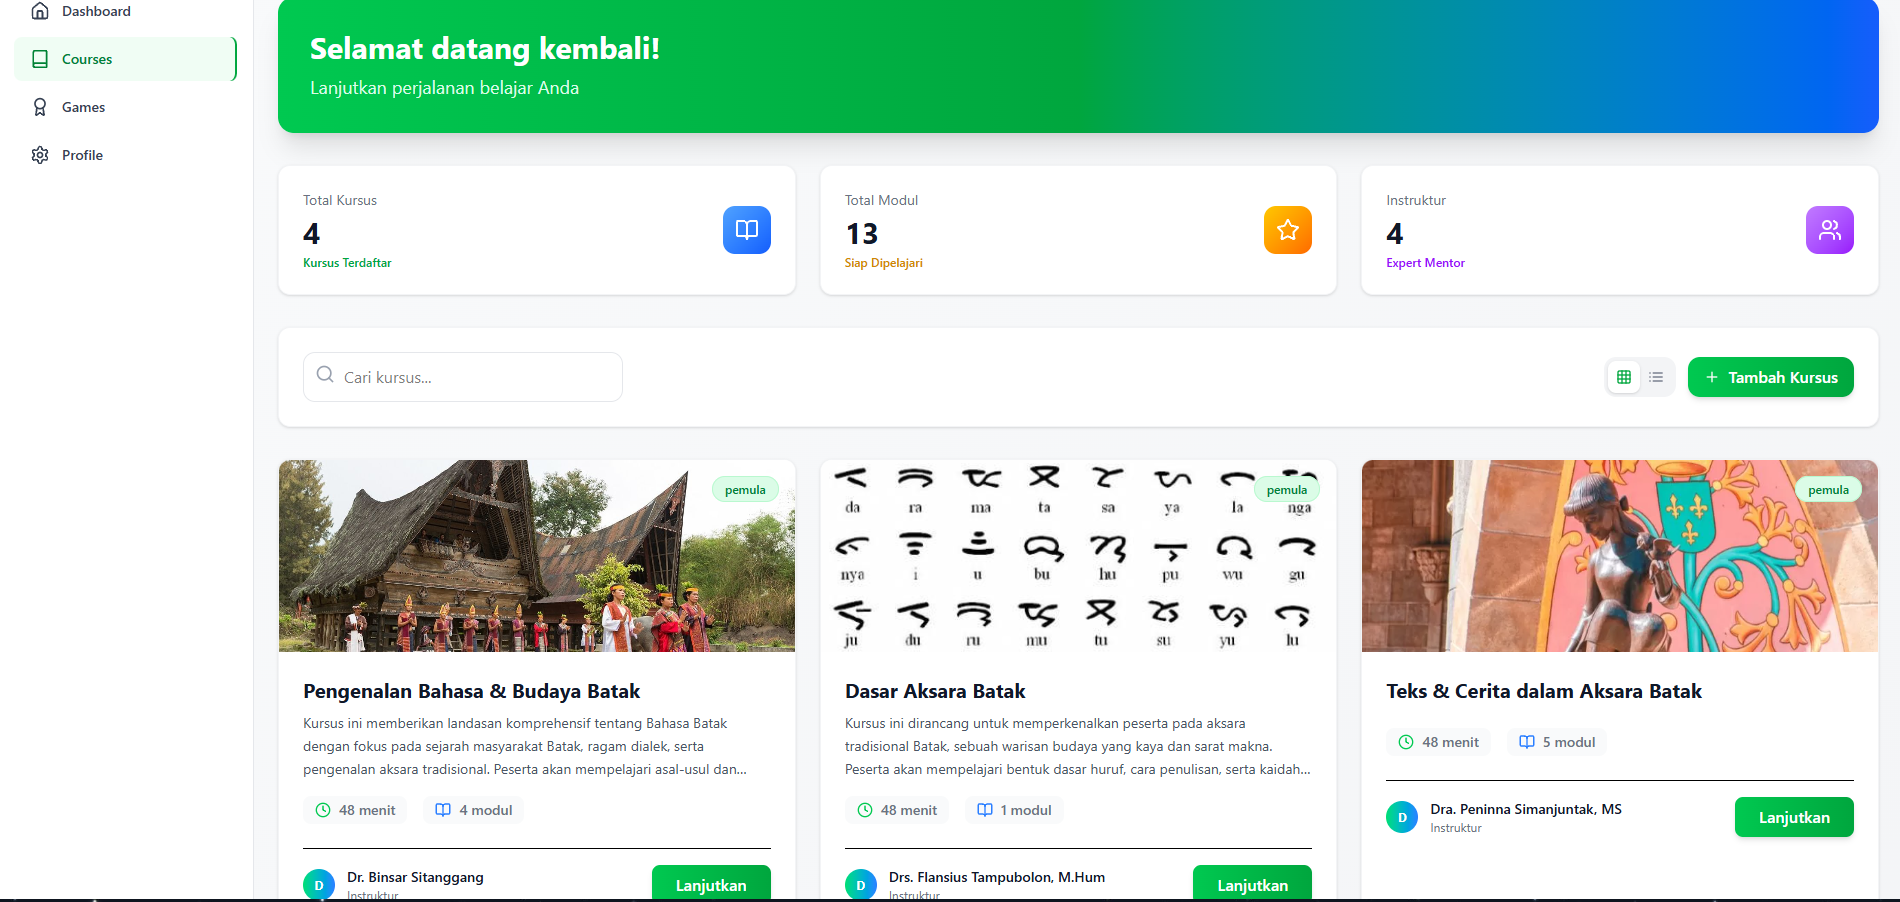 Dashboard
Courses
Games
Profile
Selamat datang kembali!
Lanjutkan perjalanan belajar Anda
Total Kursus
4
Kursus Terdaftar
Total Modul
13
Siap Dipelajari
Instruktur
4
Expert Mentor
Cari kursus...
Tambah Kursus
pemula
Pengenalan Bahasa & Budaya Batak
Kursus ini memberikan landasan komprehensif tentang Bahasa Batak
dengan fokus pada sejarah masyarakat Batak, ragam dialek, serta
pengenalan aksara tradisional. Peserta akan mempelajari asal-usul dan...
48 menit
4 modul
D
Dr. Binsar Sitanggang
Instruktur
Lanjutkan
pemula
da ra ma ta sa ya la nga
nya i u bu hu pu wu gu
ju du ru mu tu su yu lu
Dasar Aksara Batak
Kursus ini dirancang untuk memperkenalkan peserta pada aksara
tradisional Batak, sebuah warisan budaya yang kaya dan sarat makna.
Peserta akan mempelajari bentuk dasar huruf, cara penulisan, serta kaidah...
48 menit
1 modul
D
Drs. Flansius Tampubolon, M.Hum
Instruktur
Lanjutkan
pemula
Teks & Cerita dalam Aksara Batak
48 menit
5 modul
D
Dra. Peninna Simanjuntak, MS
Instruktur
Lanjutkan